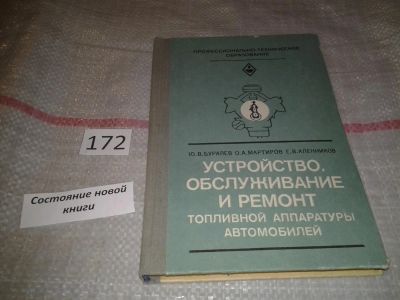 ПРОФЕССИОНАЛЬНО-ТЕХНИЧЕСКОЕ
ОБРАЗОВАНИЕ
Ю.В.БУРАЛЕВ О.А.МАРТИРОВ Е.В.КЛЕННИКОВ
УСТРОЙСТВО,
ОБСЛУЖИВАНИЕ
И РЕМОНТ
ТОПЛИВНОЙ АППАРАТУРЫ
АВТОМОБИЛЕЙ
172
Состояние новой
книги